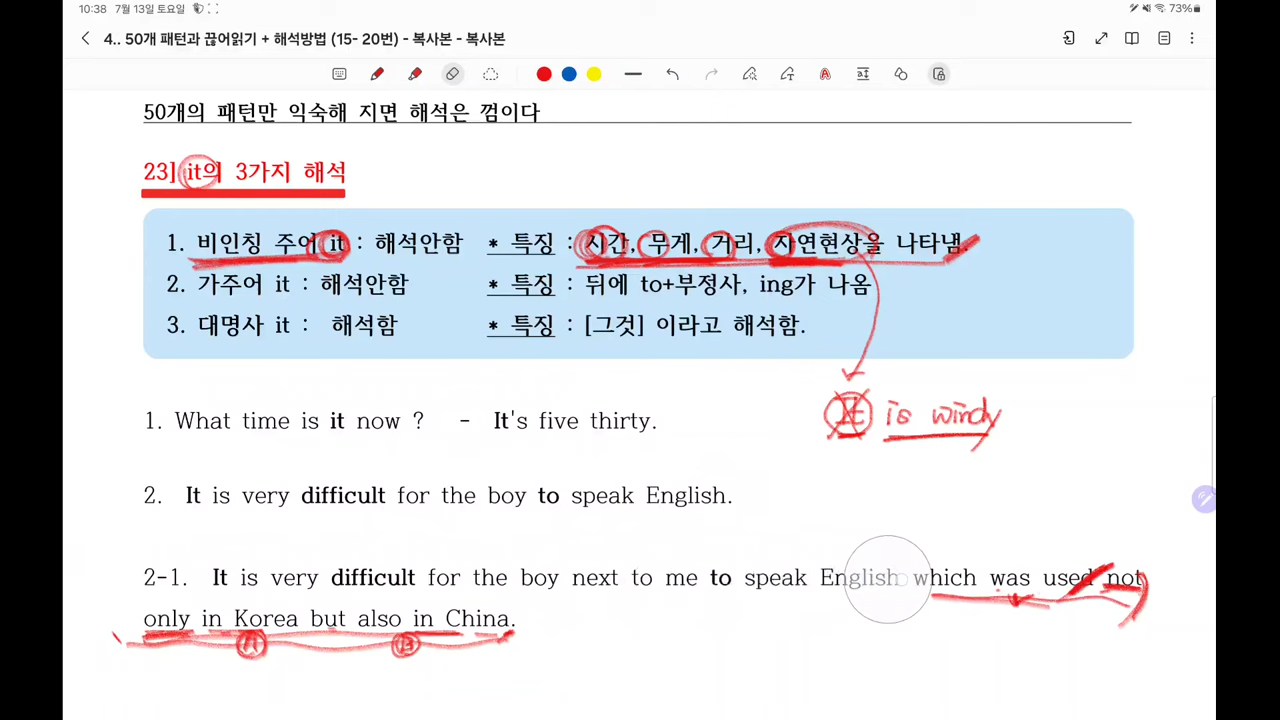 10:38 7월 13일 토요일 73%
4.. 50개 패턴과 끊어읽기 + 해석방법 (15- 20번) - 복사본 - 복사본
50개의 패턴만 익숙해 지면 해석은 껌이다
23] it의 3가지 해석
1. 비인칭 주어 it : 해석안함 * 특징 : 시간, 무게, 거리, 자연현상을 나타냄.
2. 가주어 it : 해석안함 * 특징 : 뒤에 to+부정사, ing가 나옴
3. 대명사 it : 해석함 * 특징 : [그것] 이라고 해석함.
It is windy
1. What time is it now ? - It's five thirty.
2. It is very difficult for the boy to speak English.
2-1. It is very difficult for the boy next to me to speak English which was used not
only in Korea but also in China.
A B